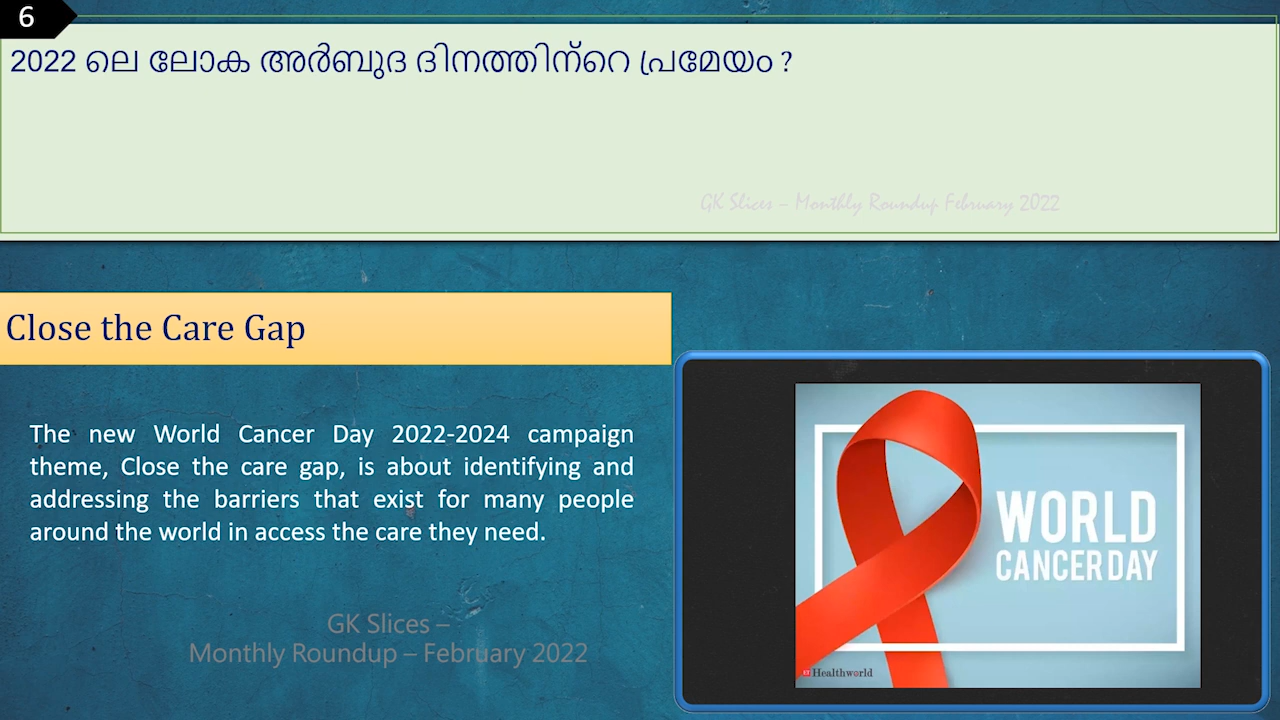 6
2022 ലെ ലോക അർബുദ ദിനത്തിന്റെ പ്രമേയം ?
GK Slices – Monthly Roundup February 2022
Close the Care Gap
The new World Cancer Day 2022-2024 campaign
theme, Close the care gap, is about identifying and
addressing the barriers that exist for many people
around the world in access the care they need.
WORLD
CANCER DAY
ET Healthworld
GK Slices –
Monthly Roundup – February 2022